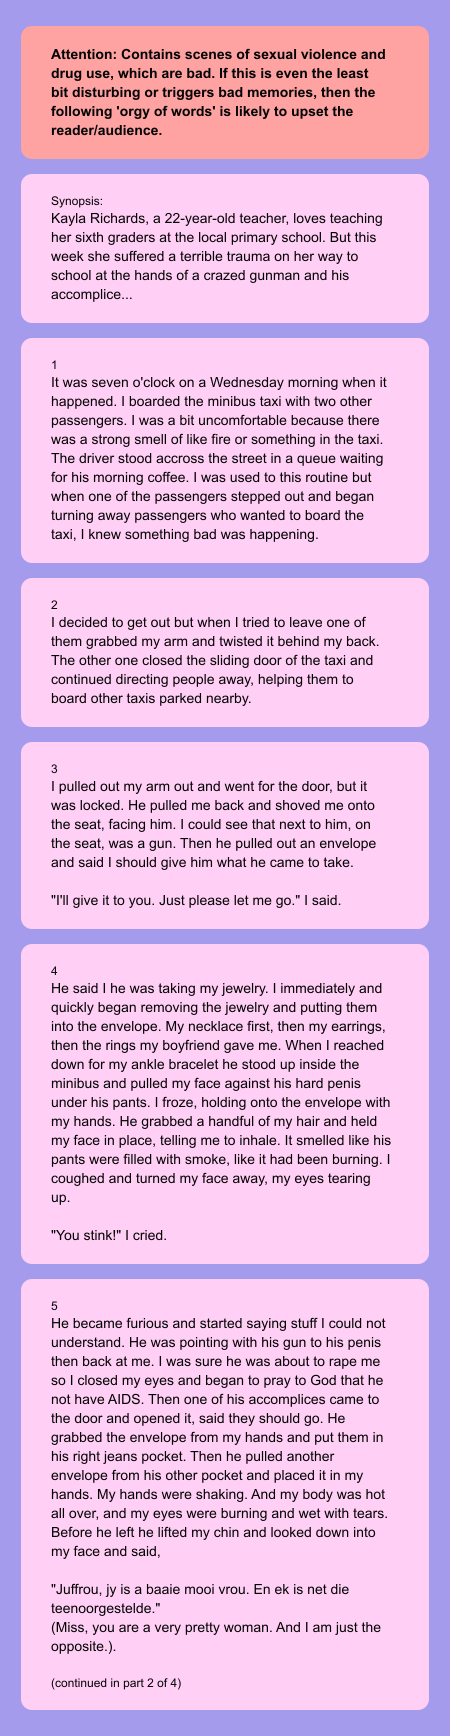 Attention: Contains scenes of sexual violence and
drug use, which are bad. If this is even the least
bit disturbing or triggers bad memories, then the
following 'orgy of words' is likely to upset the
reader/audience.
Synopsis:
Kayla Richards, a 22-year-old teacher, loves teaching
her sixth graders at the local primary school. But this
week she suffered a terrible trauma on her way to
school at the hands of a crazed gunman and his
accomplice...
1
It was seven o'clock on a Wednesday morning when it
happened. I boarded the minibus taxi with two other
passengers. I was a bit uncomfortable because there
was a strong smell of like fire or something in the taxi.
The driver stood accross the street in a queue waiting
for his morning coffee. I was used to this routine but
when one of the passengers stepped out and began
turning away passengers who wanted to board the
taxi, I knew something bad was happening.
2
I decided to get out but when I tried to leave one of
them grabbed my arm and twisted it behind my back.
The other one closed the sliding door of the taxi and
continued directing people away, helping them to
board other taxis parked nearby.
3
I pulled out my arm out and went for the door, but it
was locked. He pulled me back and shoved me onto
the seat, facing him. I could see that next to him, on
the seat, was a gun. Then he pulled out an envelope
and said I should give him what he came to take.
"I'll give it to you. Just please let me go." I said.
4
He said I he was taking my jewelry. I immediately and
quickly began removing the jewelry and putting them
into the envelope. My necklace first, then my earrings,
then the rings my boyfriend gave me. When I reached
down for my ankle bracelet he stood up inside the
minibus and pulled my face against his hard penis
under his pants. I froze, holding onto the envelope with
my hands. He grabbed a handful of my hair and held
my face in place, telling me to inhale. It smelled like his
pants were filled with smoke, like it had been burning. I
coughed and turned my face away, my eyes tearing
up.
"You stink!" I cried.
5
He became furious and started saying stuff I could not
understand. He was pointing with his gun to his penis
then back at me. I was sure he was about to rape me
so I closed my eyes and began to pray to God that he
not have AIDS. Then one of his accomplices came to
the door and opened it, said they should go. He
grabbed the envelope from my hands and put them in
his right jeans pocket. Then he pulled another
envelope from his other pocket and placed it in my
hands. My hands were shaking. And my body was hot
all over, and my eyes were burning and wet with tears.
Before he left he lifted my chin and looked down into
my face and said,
"Juffrou, jy is a baaie mooi vrou. En ek is net die
teenoorgestelde."
(Miss, you are a very pretty woman. And I am just the
opposite.).
(continued in part 2 of 4)